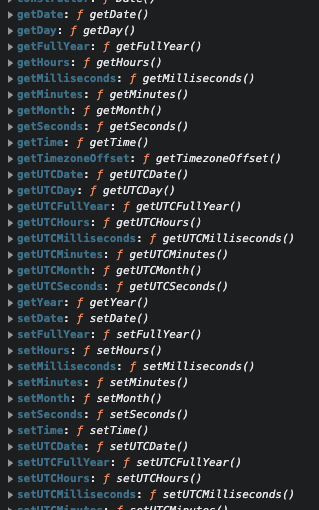 constructor: ƒ Date()
getDate: ƒ getDate()
getDay: ƒ getDay()
getFullYear: ƒ getFullYear()
getHours: ƒ getHours()
getMilliseconds: ƒ getMilliseconds()
getMinutes: ƒ getMinutes()
getMonth: ƒ getMonth()
getSeconds: ƒ getSeconds()
getTime: ƒ getTime()
getTimezoneOffset: ƒ getTimezoneOffset()
getUTCDate: ƒ getUTCDate()
getUTCDay: ƒ getUTCDay()
getUTCFullYear: ƒ getUTCFullYear()
getUTCHours: ƒ getUTCHours()
getUTCMilliseconds: ƒ getUTCMilliseconds()
getUTCMinutes: ƒ getUTCMinutes()
getUTCMonth: ƒ getUTCMonth()
getUTCSeconds: ƒ getUTCSeconds()
getYear: ƒ getYear()
setDate: ƒ setDate()
setFullYear: ƒ setFullYear()
setHours: ƒ setHours()
setMilliseconds: ƒ setMilliseconds()
setMinutes: ƒ setMinutes()
setMonth: ƒ setMonth()
setSeconds: ƒ setSeconds()
setTime: ƒ setTime()
setUTCDate: ƒ setUTCDate()
setUTCFullYear: ƒ setUTCFullYear()
setUTCHours: ƒ setUTCHours()
setUTCMilliseconds: ƒ setUTCMilliseconds()
setUTCMinutes: ƒ setUTCMinutes()